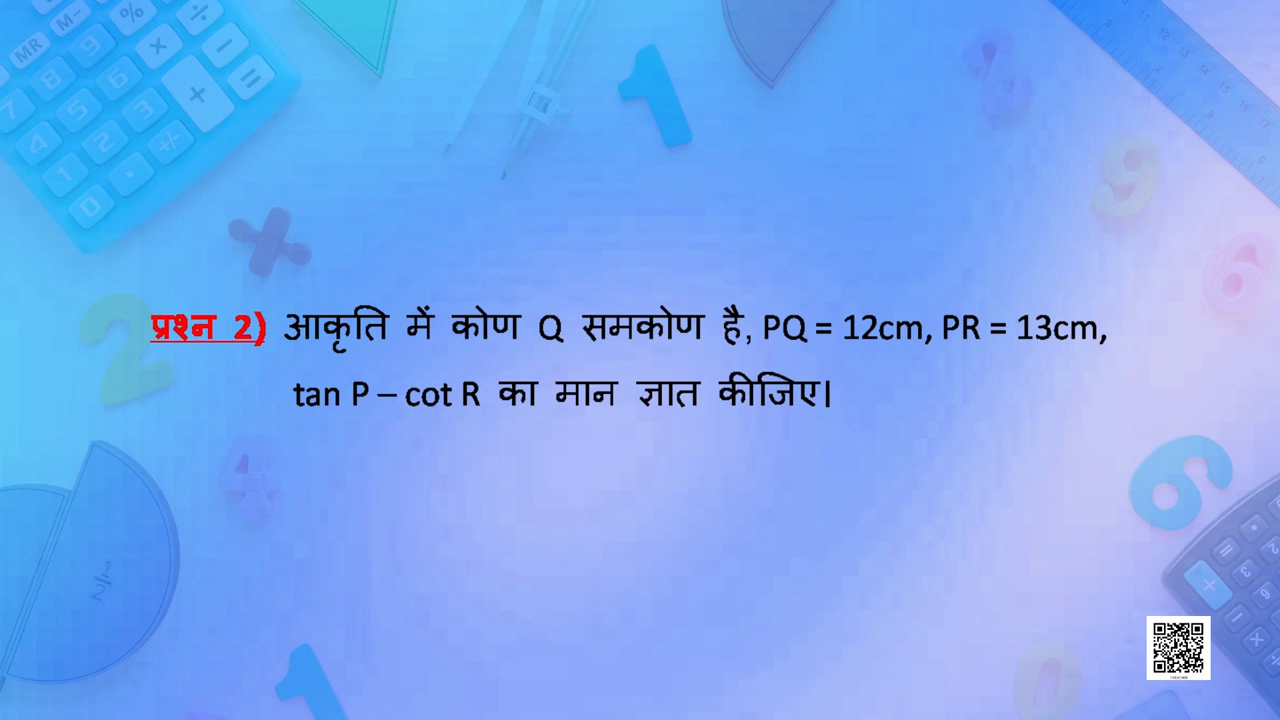 प्रश्न 2) आकृति में कोण Q समकोण है, PQ = 12cm, PR = 13cm,
tan P – cot R का मान ज्ञात कीजिए।